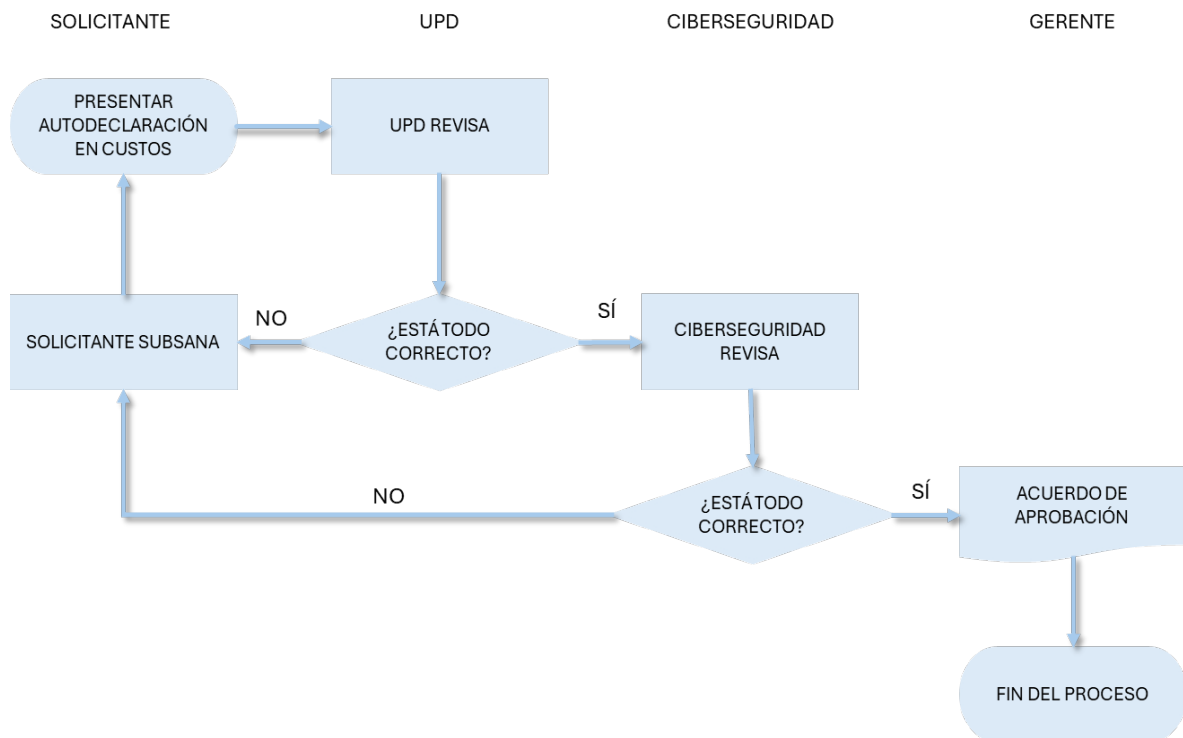 SOLICITANTE
UPD
CIBERSEGURIDAD
GERENTE
PRESENTAR
AUTODECLARACIÓN
EN CUSTOS
UPD REVISA
SOLICITANTE SUBSANA
NO
¿ESTÁ TODO
CORRECTO?
SÍ
CIBERSEGURIDAD
REVISA
NO
¿ESTÁ TODO
CORRECTO?
SÍ
ACUERDO DE
APROBACIÓN
FIN DEL PROCESO